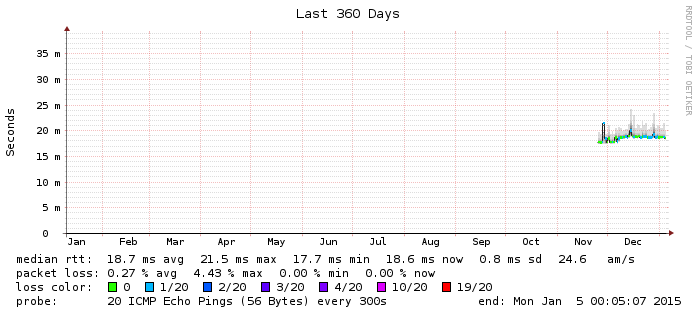 Last 360 Days
RRDTOOL / TOBI OETIKER
Seconds
35 m
30 m
25 m
20 m
15 m
10 m
5 m
0
Jan Feb Mar Apr May Jun Jul Aug Sep Oct Nov Dec
median rtt: 18.7 ms avg 21.5 ms max 17.7 ms min 18.6 ms now 0.8 ms sd 24.6 am/s
packet loss: 0.27 % avg 4.43 % max 0.00 % min 0.00 % now
loss color: 0 1/20 2/20 3/20 4/20 10/20 19/20
probe: 20 ICMP Echo Pings (56 Bytes) every 300s end: Mon Jan 5 00:05:07 2015